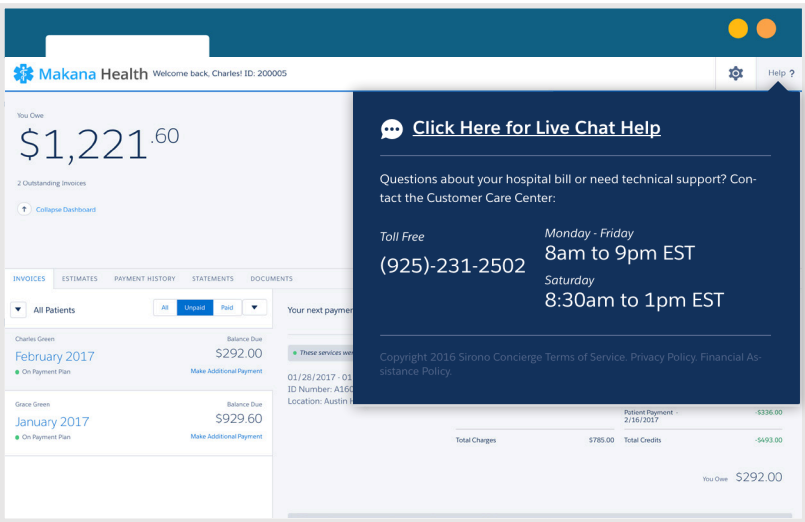 Makana Health Welcome back, Charles! ID: 200005
Help ?
You Owe
$1,221.60
2 Outstanding Invoices
Collapse Dashboard
Click Here for Live Chat Help
Questions about your hospital bill or need technical support? Con-
tact the Customer Care Center:
Toll Free
(925)-231-2502
Monday - Friday
8am to 9pm EST
Saturday
8:30am to 1pm EST
Copyright 2016 Sirono Concierge Terms of Service. Privacy Policy. Financial As-
sistance Policy.
INVOICES ESTIMATES PAYMENT HISTORY STATEMENTS DOCUMENTS
All Patients
All Unpaid Paid
Charles Green Balance Due
February 2017 $292.00
On Payment Plan Make Additional Payment
Grace Green Balance Due
January 2017 $929.60
On Payment Plan Make Additional Payment
Your next paymen
These services wer
01/28/2017 - 01
ID Number: A160
Location: Austin H
Patient Payment - -$336.00
2/16/2017
Total Charges $785.00 Total Credits -$493.00
You Owe $292.00